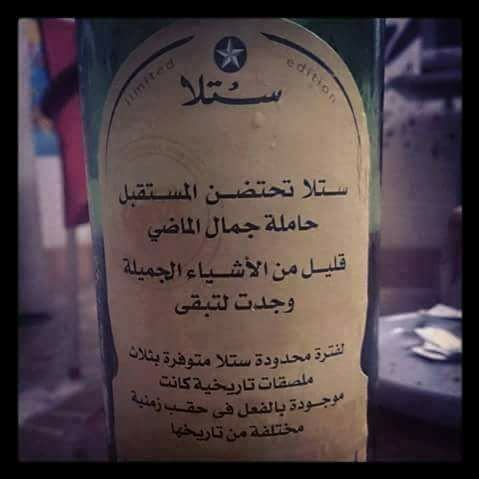 limited edition
ستلا
ستلا تحتضن المستقبل
حاملة جمال الماضي
قليل من الأشياء الجميلة
وجدت لتبقى
لفترة محدودة ستلا متوفرة بثلاث
ملصقات تاريخية كانت
موجودة بالفعل فى حقب زمنية
مختلفة من تاريخها